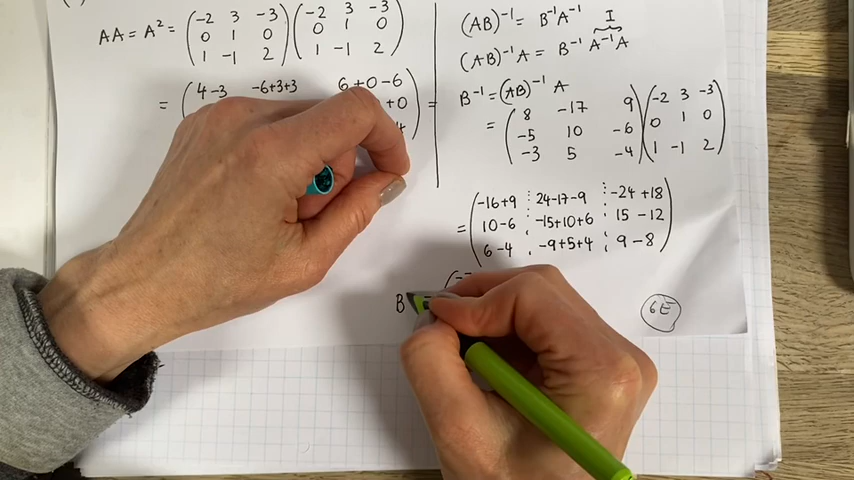 AA = A² = (-2 3 -3) (-2 3 -3)
0 1 0 0 1 0
1 -1 2 1 -1 2
= (4-3 -6+3+3 6+0-6) =
+0
4
(AB)⁻¹ = B⁻¹A⁻¹ I
(AB)⁻¹A = B⁻¹ A⁻¹A
B⁻¹ = (AB)⁻¹ A
= (8 -17 9) (-2 3 -3)
-5 10 -6 0 1 0
-3 5 -4 1 -1 2
= (-16+9 24-17-9 -24+18)
10-6 -15+10+6 15-12
6-4 -9+5+4 9-8
B
6E